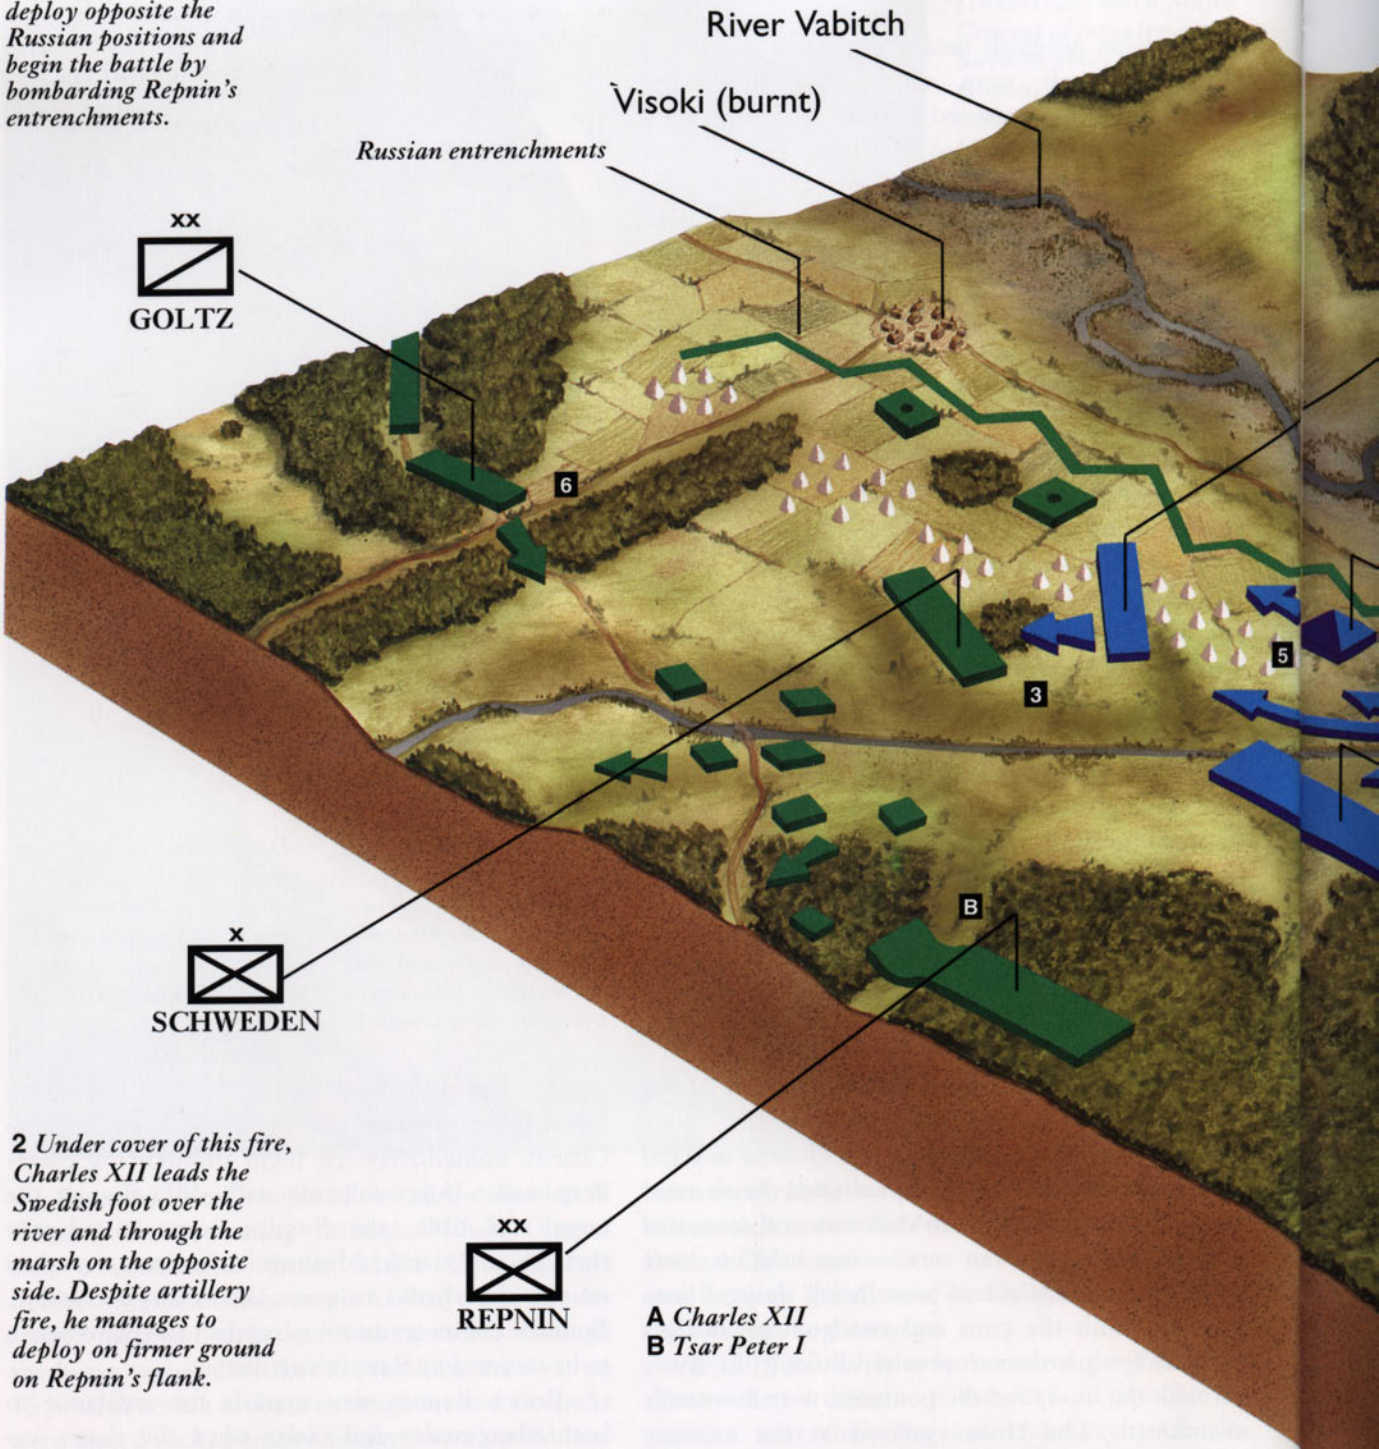 deploy opposite the
Russian positions and
begin the battle by
bombarding Repnin's
entrenchments.
River Vabitch
Visoki (burnt)
Russian entrenchments
xx
GOLTZ
6
5
3
B
x
SCHWEDEN
2 Under cover of this fire,
Charles XII leads the
Swedish foot over the
river and through the
marsh on the opposite
side. Despite artillery
fire, he manages to
deploy on firmer ground
on Repnin's flank.
xx
REPNIN
A Charles XII
B Tsar Peter I